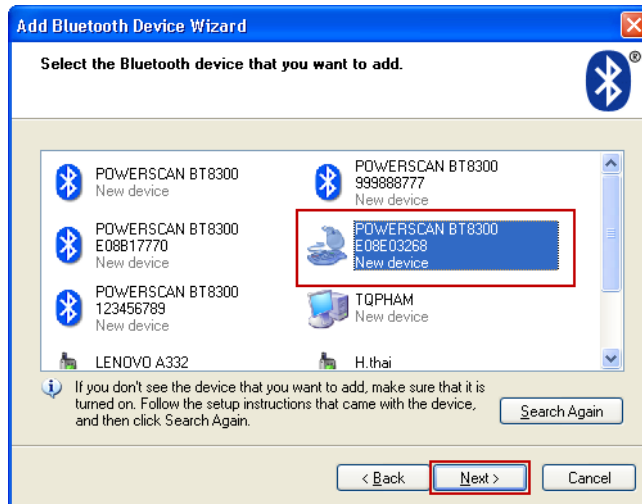 Add Bluetooth Device Wizard
Select the Bluetooth device that you want to add.
®
POWERSCAN BT8300
New device
POWERSCAN BT8300
999888777
New device
POWERSCAN BT8300
E08B17770
New device
POWERSCAN BT8300
E08E03268
New device
POWERSCAN BT8300
123456789
New device
TQPHAM
New device
LENOVO A332
H.thai
If you don't see the device that you want to add, make sure that it is
turned on. Follow the setup instructions that came with the device,
and then click Search Again.
Search Again
< Back
Next >
Cancel